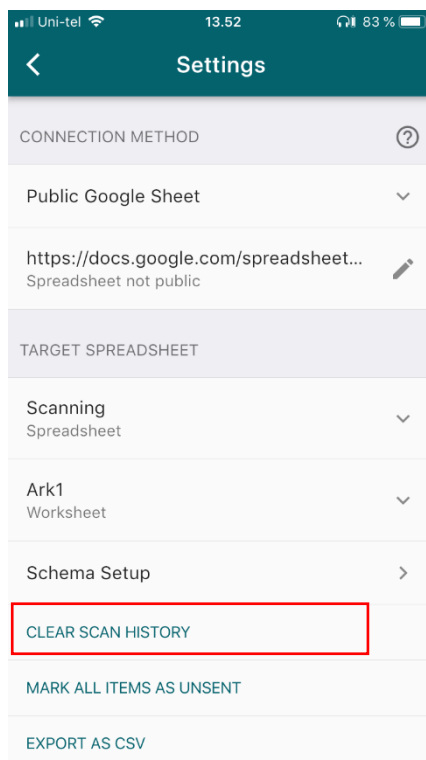 Uni-tel 13.52 83 %
Settings
CONNECTION METHOD
Public Google Sheet
https://docs.google.com/spreadsheet...
Spreadsheet not public
TARGET SPREADSHEET
Scanning
Spreadsheet
Ark1
Worksheet
Schema Setup
CLEAR SCAN HISTORY
MARK ALL ITEMS AS UNSENT
EXPORT AS CSV